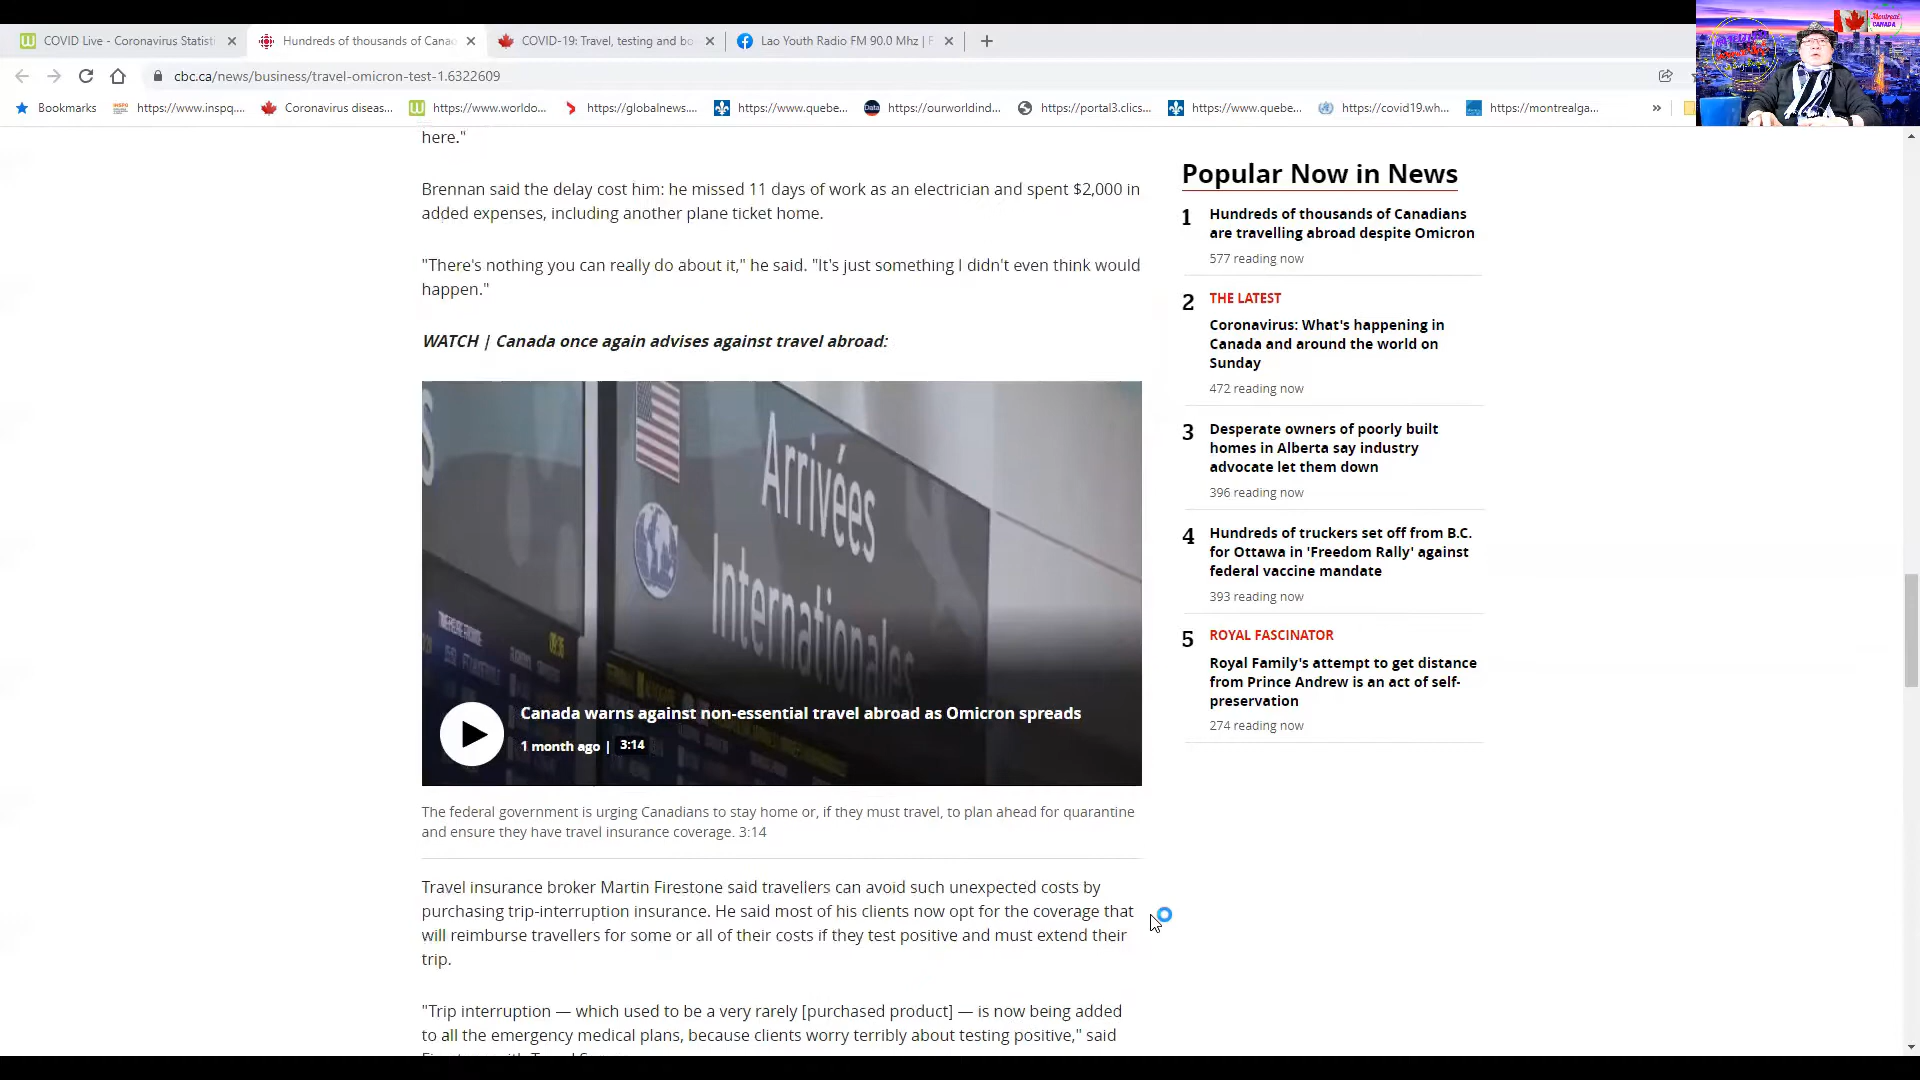 COVID Live - Coronavirus Statisti
Hundreds of thousands of Canad
COVID-19: Travel, testing and bo
Lao Youth Radio FM 90.0 Mhz | F
cbc.ca/news/business/travel-omicron-test-1.6322609
Bookmarks
https://www.inspq....
Coronavirus diseas...
https://www.worldo...
https://globalnews....
https://www.quebe...
https://ourworldind...
https://portal3.clics...
https://www.quebe...
https://covid19.wh...
https://montrealga...
Montreal
CANADA
here."
Brennan said the delay cost him: he missed 11 days of work as an electrician and spent $2,000 in
added expenses, including another plane ticket home.
"There's nothing you can really do about it," he said. "It's just something I didn't even think would
happen."
WATCH | Canada once again advises against travel abroad:
Arrivées
Internationales
Canada warns against non-essential travel abroad as Omicron spreads
1 month ago | 3:14
The federal government is urging Canadians to stay home or, if they must travel, to plan ahead for quarantine
and ensure they have travel insurance coverage. 3:14
Travel insurance broker Martin Firestone said travellers can avoid such unexpected costs by
purchasing trip-interruption insurance. He said most of his clients now opt for the coverage that
will reimburse travellers for some or all of their costs if they test positive and must extend their
trip.
"Trip interruption — which used to be a very rarely [purchased product] — is now being added
to all the emergency medical plans, because clients worry terribly about testing positive," said
Popular Now in News
1
Hundreds of thousands of Canadians
are travelling abroad despite Omicron
577 reading now
2
THE LATEST
Coronavirus: What's happening in
Canada and around the world on
Sunday
472 reading now
3
Desperate owners of poorly built
homes in Alberta say industry
advocate let them down
396 reading now
4
Hundreds of truckers set off from B.C.
for Ottawa in 'Freedom Rally' against
federal vaccine mandate
393 reading now
5
ROYAL FASCINATOR
Royal Family's attempt to get distance
from Prince Andrew is an act of self-
preservation
274 reading now